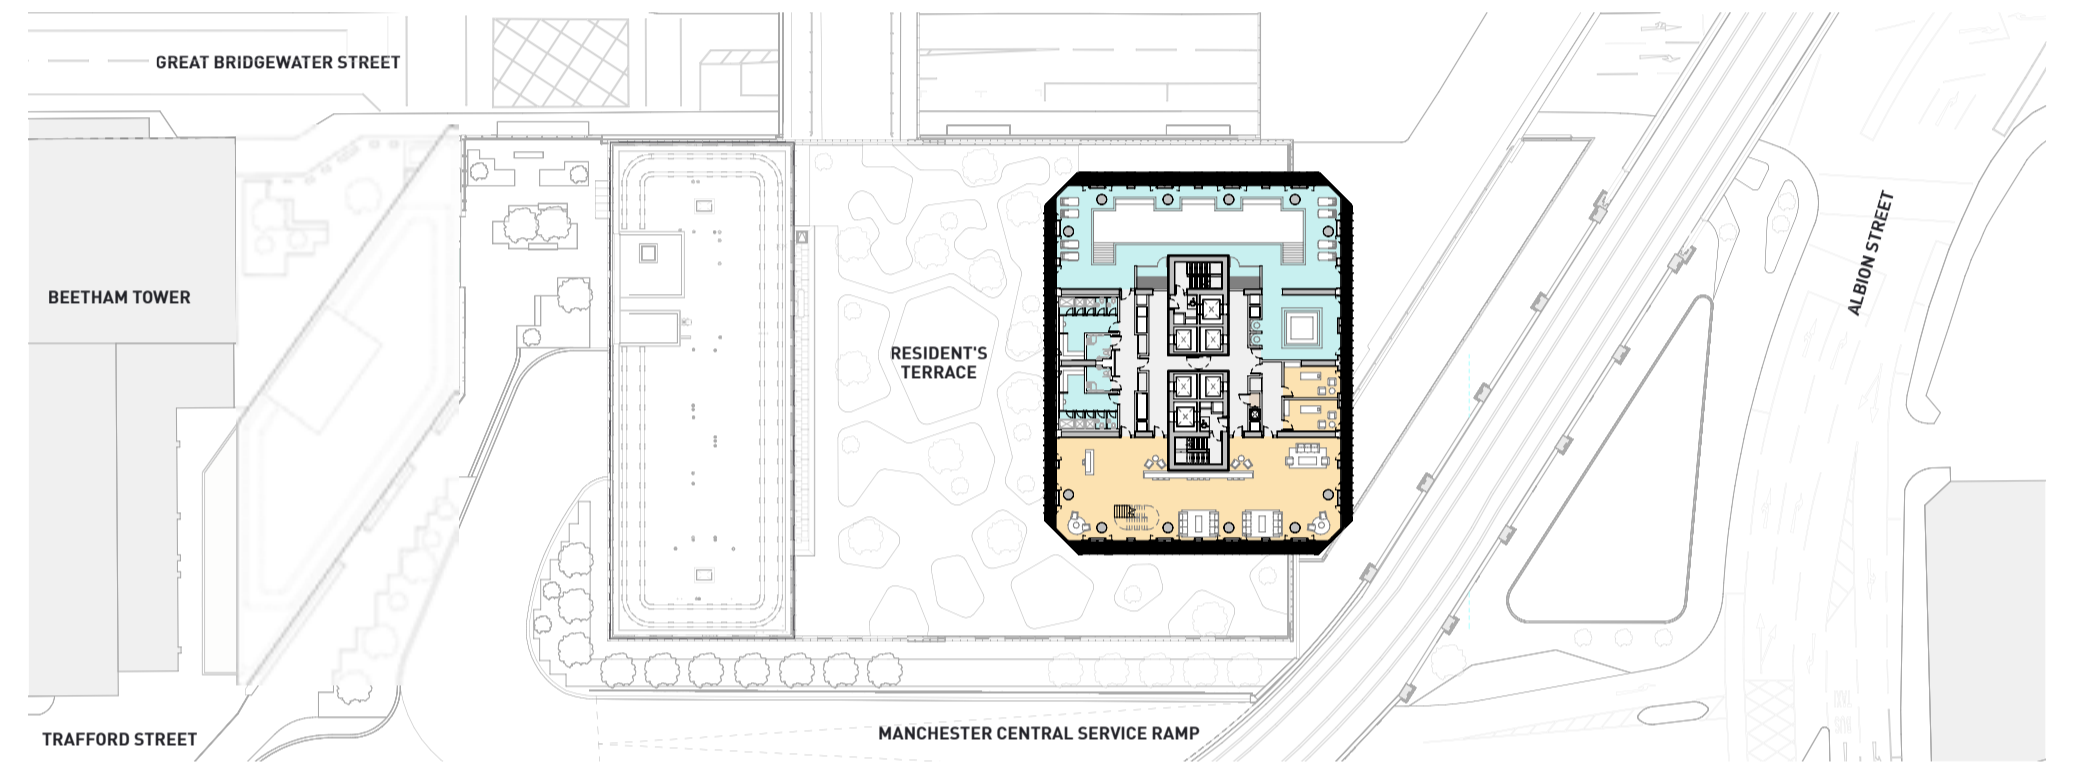 GREAT BRIDGEWATER STREET
ALBION STREET
BEETHAM TOWER
RESIDENT'S
TERRACE
TRAFFORD STREET
MANCHESTER CENTRAL SERVICE RAMP